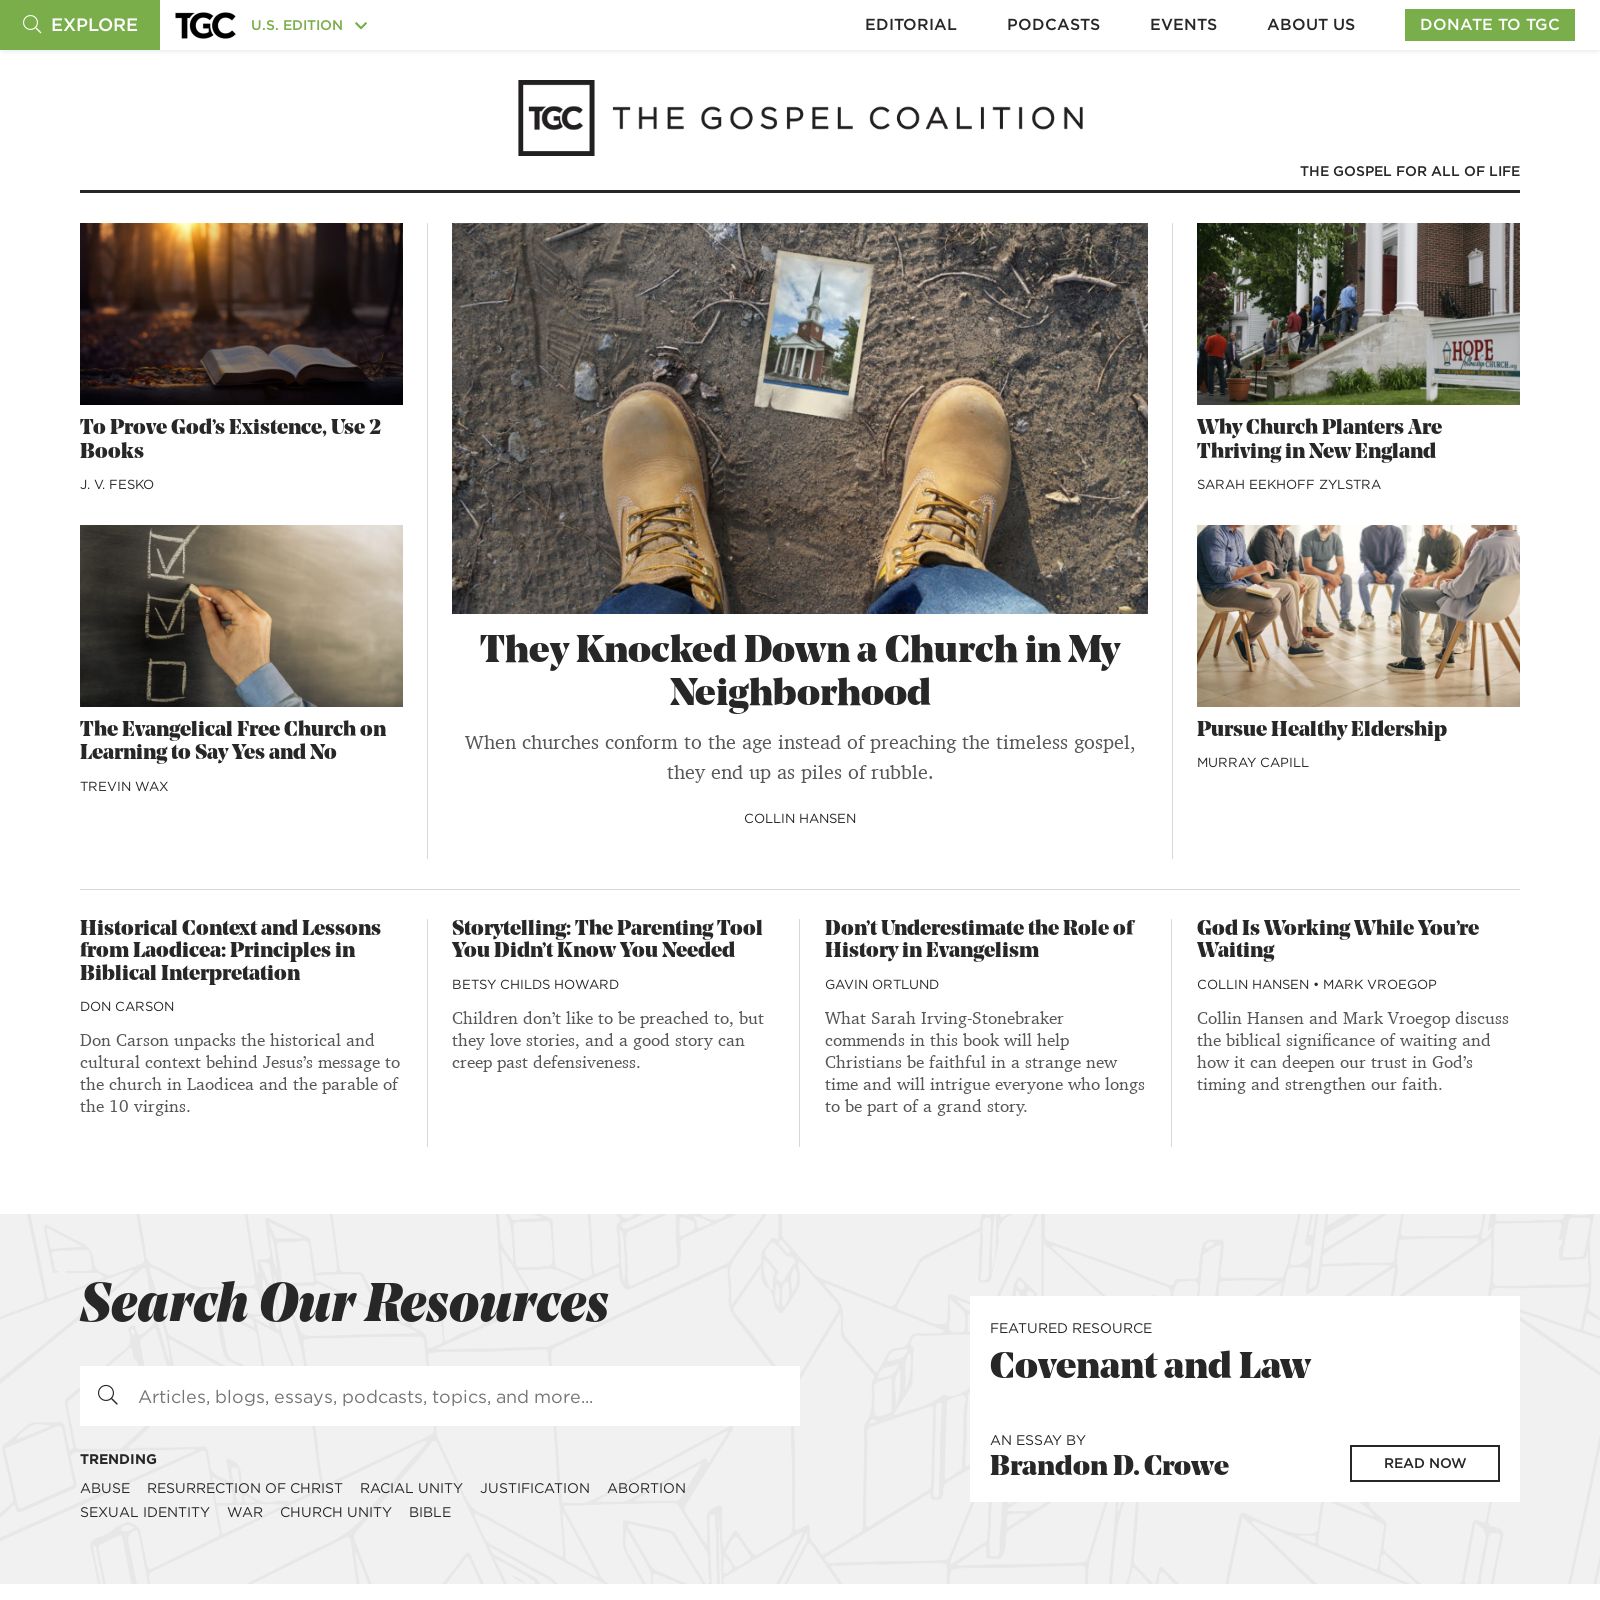 EXPLORE
TGC
U.S. EDITION
EDITORIAL
PODCASTS
EVENTS
ABOUT US
DONATE TO TGC
TGC THE GOSPEL COALITION
THE GOSPEL FOR ALL OF LIFE
To Prove God’s Existence, Use 2
Books
J. V. FESKO
The Evangelical Free Church on
Learning to Say Yes and No
TREVIN WAX
They Knocked Down a Church in My
Neighborhood
When churches conform to the age instead of preaching the timeless gospel,
they end up as piles of rubble.
COLLIN HANSEN
HOPE
CHURCH
Why Church Planters Are
Thriving in New England
SARAH EEKHOFF ZYLSTRA
Pursue Healthy Eldership
MURRAY CAPILL
Historical Context and Lessons
from Laodicea: Principles in
Biblical Interpretation
DON CARSON
Don Carson unpacks the historical and
cultural context behind Jesus’s message to
the church in Laodicea and the parable of
the 10 virgins.
Storytelling: The Parenting Tool
You Didn’t Know You Needed
BETSY CHILDS HOWARD
Children don’t like to be preached to, but
they love stories, and a good story can
creep past defensiveness.
Don’t Underestimate the Role of
History in Evangelism
GAVIN ORTLUND
What Sarah Irving-Stonebraker
commends in this book will help
Christians be faithful in a strange new
time and will intrigue everyone who longs
to be part of a grand story.
God Is Working While You’re
Waiting
COLLIN HANSEN • MARK VROEGOP
Collin Hansen and Mark Vroegop discuss
the biblical significance of waiting and
how it can deepen our trust in God’s
timing and strengthen our faith.
Search Our Resources
Articles, blogs, essays, podcasts, topics, and more...
TRENDING
ABUSE RESURRECTION OF CHRIST RACIAL UNITY JUSTIFICATION ABORTION
SEXUAL IDENTITY WAR CHURCH UNITY BIBLE
FEATURED RESOURCE
Covenant and Law
AN ESSAY BY
Brandon D. Crowe
READ NOW